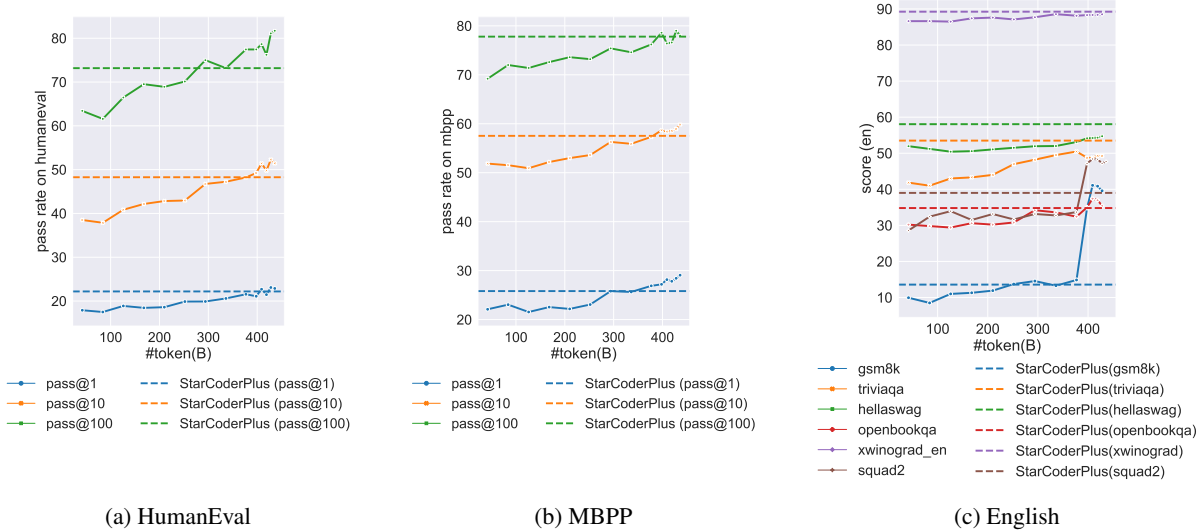 80
70
60
50
40
30
20
pass rate on humaneval
100 200 300 400
#token(B)
pass@1
pass@10
pass@100
StarCoderPlus (pass@1)
StarCoderPlus (pass@10)
StarCoderPlus (pass@100)
(a) HumanEval
80
70
60
50
40
30
20
pass rate on mbpp
100 200 300 400
#token(B)
pass@1
pass@10
pass@100
StarCoderPlus (pass@1)
StarCoderPlus (pass@10)
StarCoderPlus (pass@100)
(b) MBPP
90
80
70
60
50
40
30
20
10
score (en)
100 200 300 400
#token(B)
gsm8k
triviaqa
hellaswag
openbookqa
xwinograd_en
squad2
StarCoderPlus(gsm8k)
StarCoderPlus(triviaqa)
StarCoderPlus(hellaswag)
StarCoderPlus(openbookqa)
StarCoderPlus(xwinograd)
StarCoderPlus(squad2)
(c) English